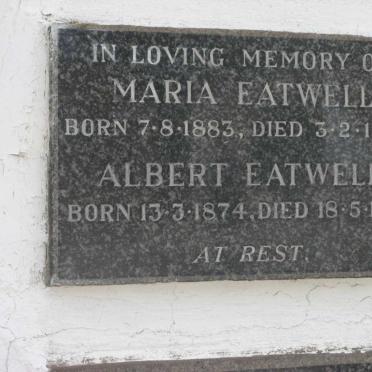 IN LOVING MEMORY O
MARIA EATWELL
BORN 7·8·1883, DIED 3·2·1
ALBERT EATWELL
BORN 13·3·1874, DIED 18·5·1
AT REST.